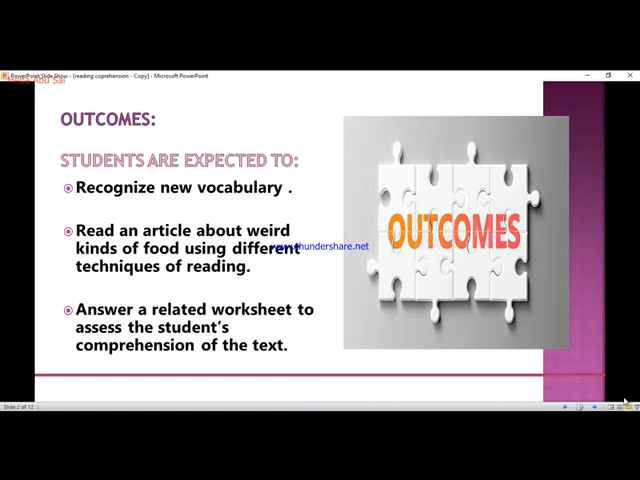 PowerPoint Slide Show - [reading coprehension - Copy] - Microsoft PowerPoint
Abu Sai
OUTCOMES:
STUDENTS ARE EXPECTED TO:
Recognize new vocabulary .
Read an article about weird
kinds of food using different
techniques of reading.
Answer a related worksheet to
assess the student's
comprehension of the text.
OUTCOMES
www.thundershare.net
Slide 2 of 12